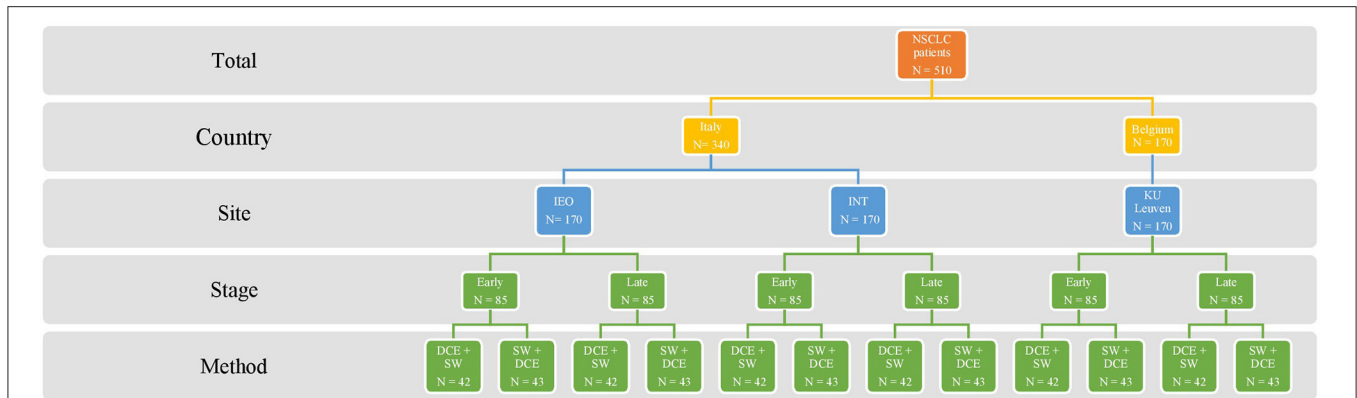 Total
NSCLC
patients
N = 510
Country
Italy
N= 340
Belgium
N = 170
Site
IEO
N= 170
INT
N = 170
KU
Leuven
N = 170
Stage
Early
N = 85
Late
N = 85
Early
N = 85
Late
N = 85
Early
N = 85
Late
N = 85
Method
DCE +
SW
N = 42
SW +
DCE
N = 43
DCE +
SW
N = 42
SW +
DCE
N = 43
DCE +
SW
N = 42
SW +
DCE
N = 43
DCE +
SW
N = 42
SW +
DCE
N = 43
DCE +
SW
N = 42
SW +
DCE
N = 43
DCE +
SW
N = 42
SW +
DCE
N = 43